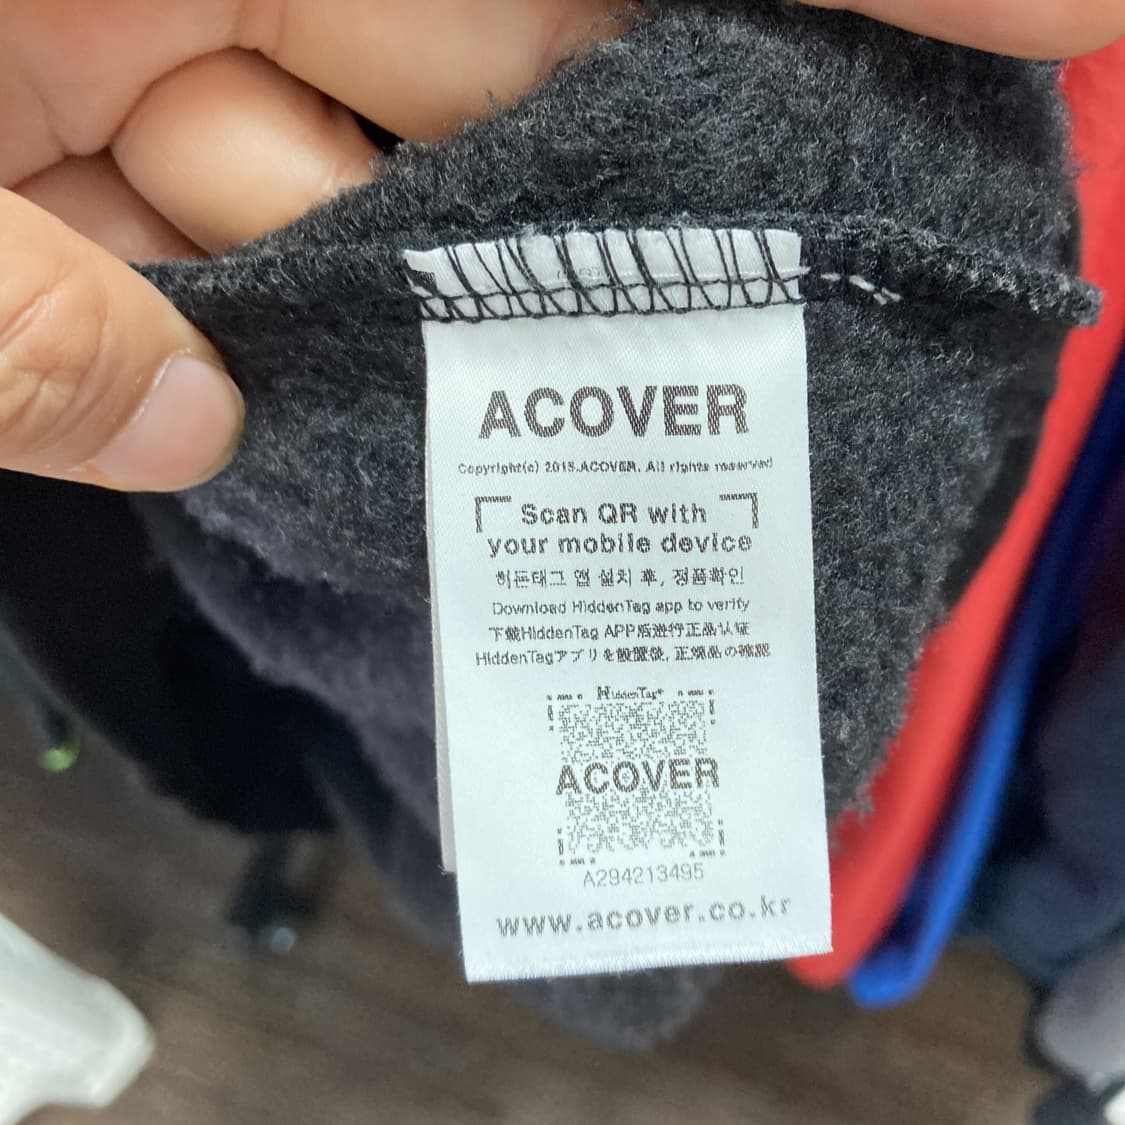 ACOVER
Copyright(c) 2018.ACOVER. All rights reserved
Scan QR with
your mobile device
히든태그 앱 설치 후, 정품확인
Download HiddenTag app to verify
下载HiddenTag APP后进行正品认证
HiddenTagアプリを設置後, 正規品の確認
HiddenTag
ACOVER
A294213495
www.acover.co.kr